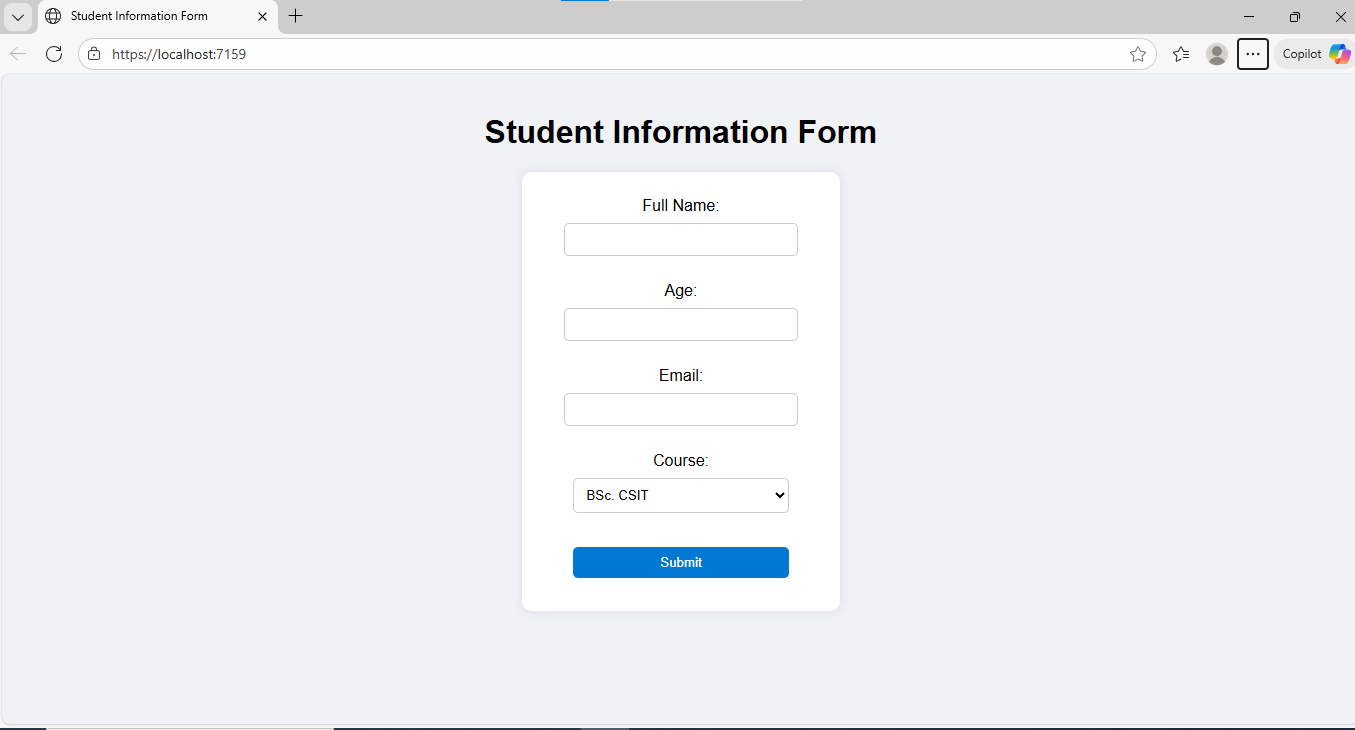 Student Information Form
https://localhost:7159
Copilot
Student Information Form
Full Name:
Age:
Email:
Course:
BSc. CSIT
Submit